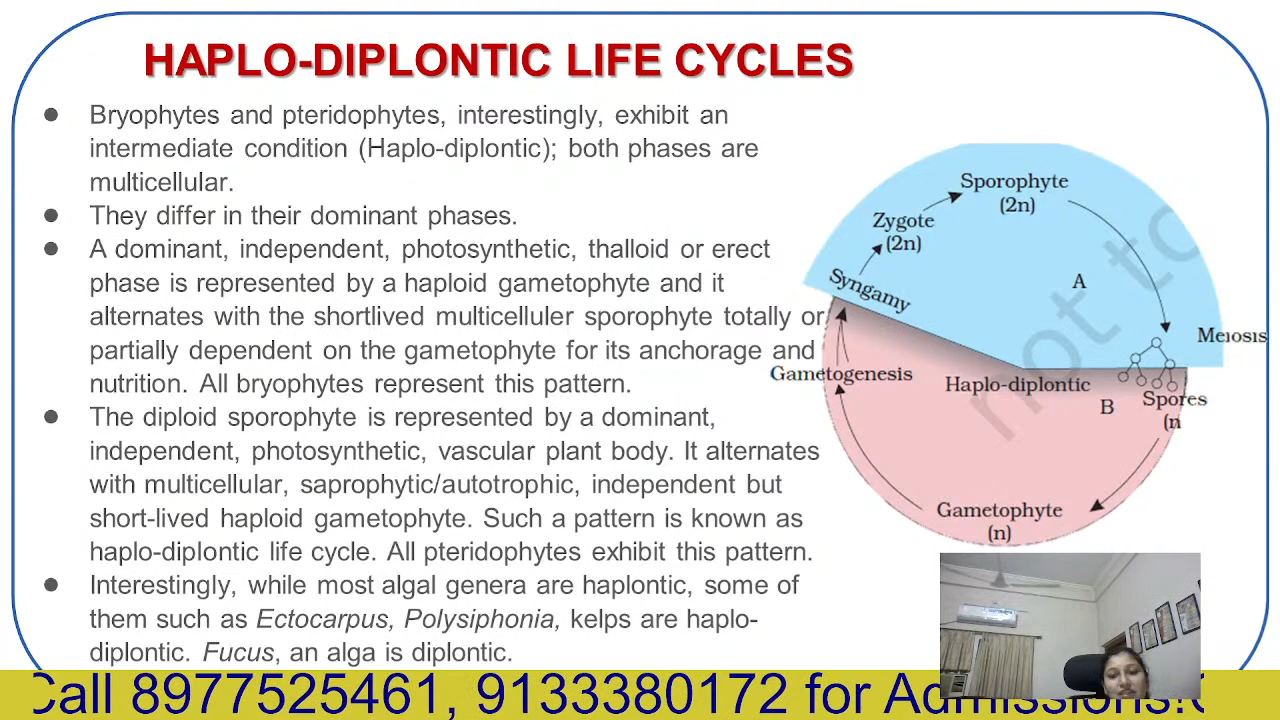 HAPLO-DIPLONTIC LIFE CYCLES
● Bryophytes and pteridophytes, interestingly, exhibit an
intermediate condition (Haplo-diplontic); both phases are
multicellular.
● They differ in their dominant phases.
● A dominant, independent, photosynthetic, thalloid or erect
phase is represented by a haploid gametophyte and it
alternates with the shortlived multicelluler sporophyte totally or
partially dependent on the gametophyte for its anchorage and
nutrition. All bryophytes represent this pattern.
● The diploid sporophyte is represented by a dominant,
independent, photosynthetic, vascular plant body. It alternates
with multicellular, saprophytic/autotrophic, independent but
short-lived haploid gametophyte. Such a pattern is known as
haplo-diplontic life cycle. All pteridophytes exhibit this pattern.
● Interestingly, while most algal genera are haplontic, some of
them such as Ectocarpus, Polysiphonia, kelps are haplo-
diplontic. Fucus, an alga is diplontic.
Sporophyte
(2n)
Zygote
(2n)
Syngamy
A
Meiosis
Gametogenesis
Haplo-diplontic
B
Spores
(n
Gametophyte
(n)
not to
Call 8977525461, 9133380172 for Admissions!